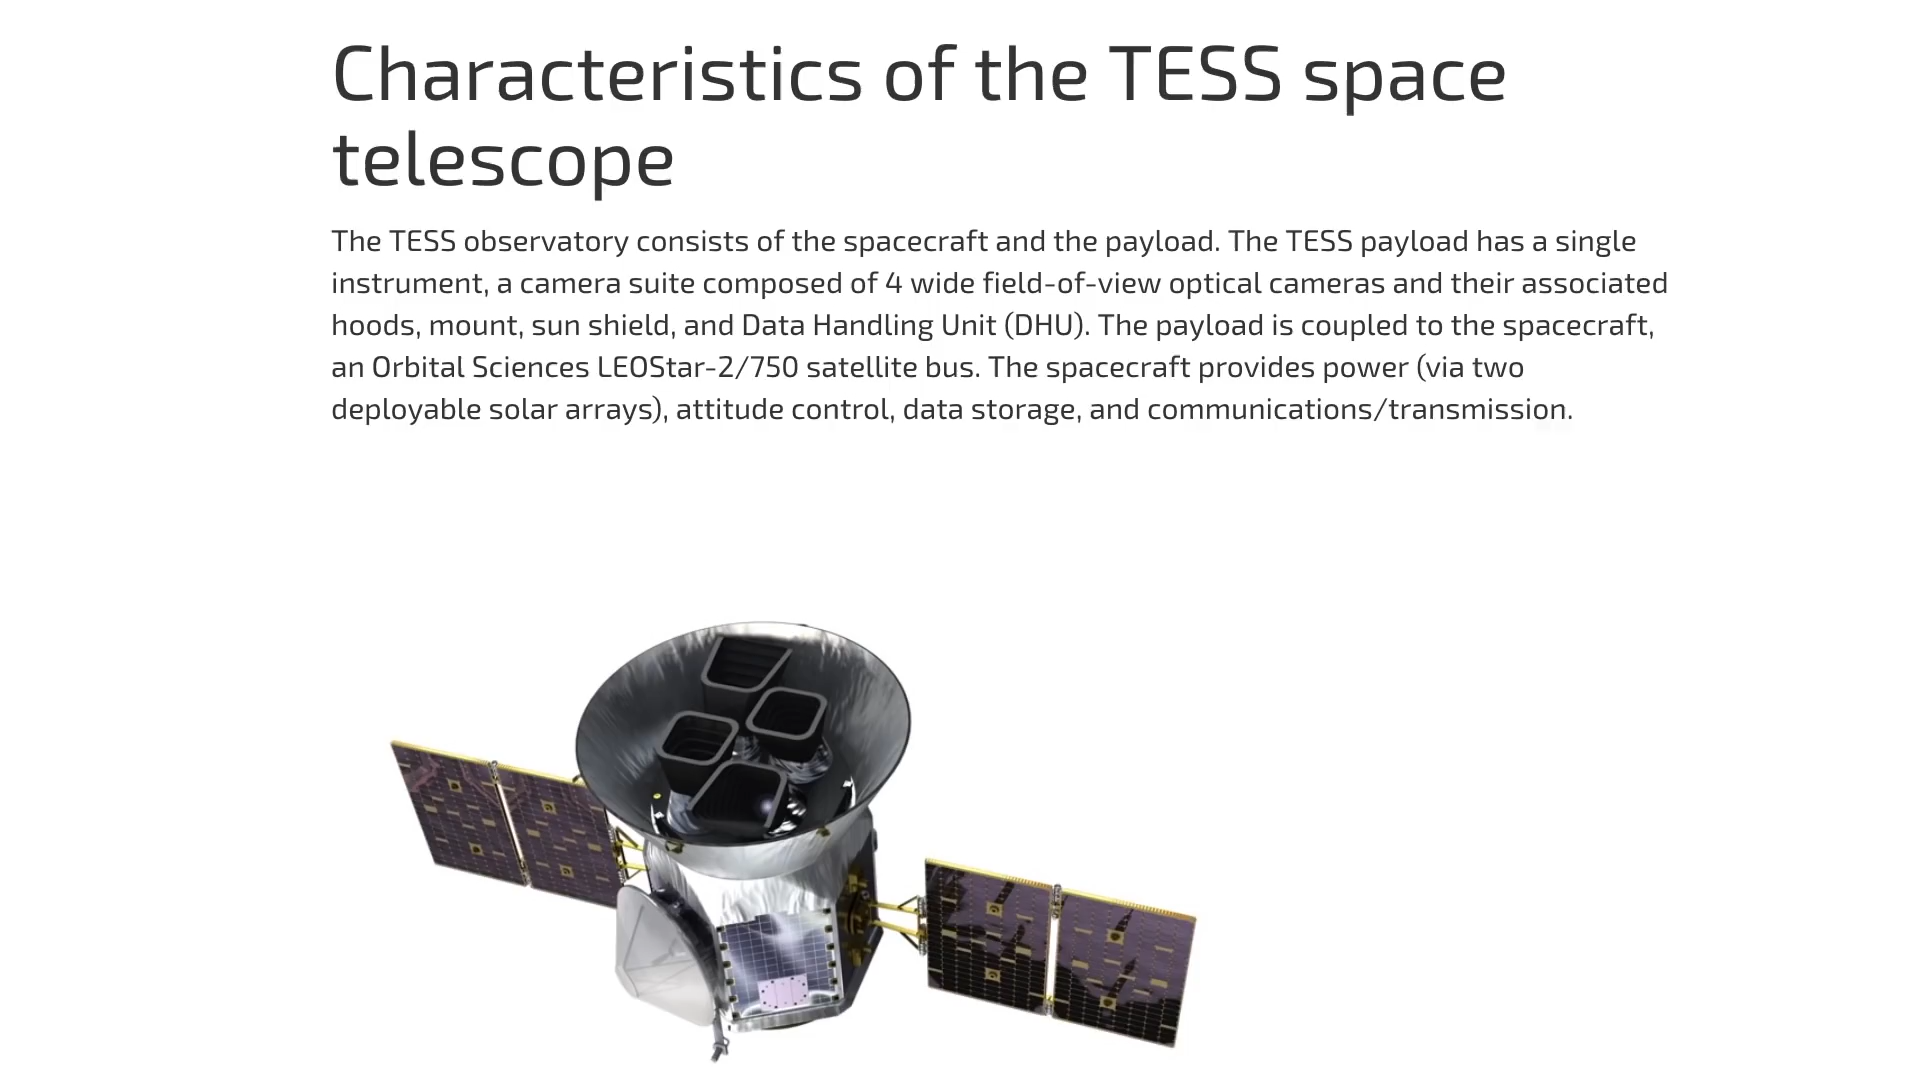 Characteristics of the TESS space
telescope
The TESS observatory consists of the spacecraft and the payload. The TESS payload has a single
instrument, a camera suite composed of 4 wide field-of-view optical cameras and their associated
hoods, mount, sun shield, and Data Handling Unit (DHU). The payload is coupled to the spacecraft,
an Orbital Sciences LEOStar-2/750 satellite bus. The spacecraft provides power (via two
deployable solar arrays), attitude control, data storage, and communications/transmission.